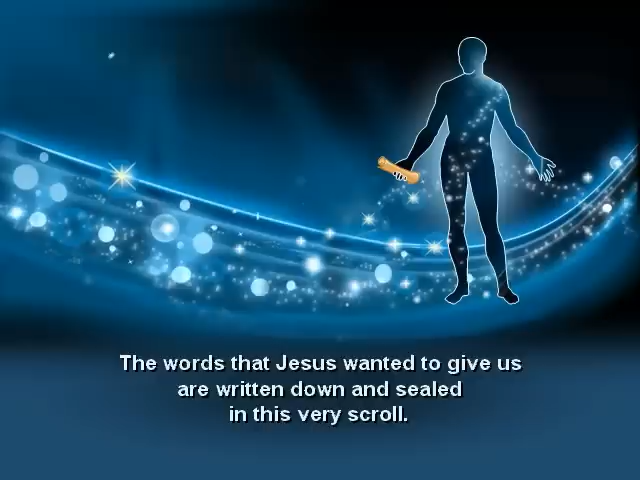 The words that Jesus wanted to give us
are written down and sealed
in this very scroll.